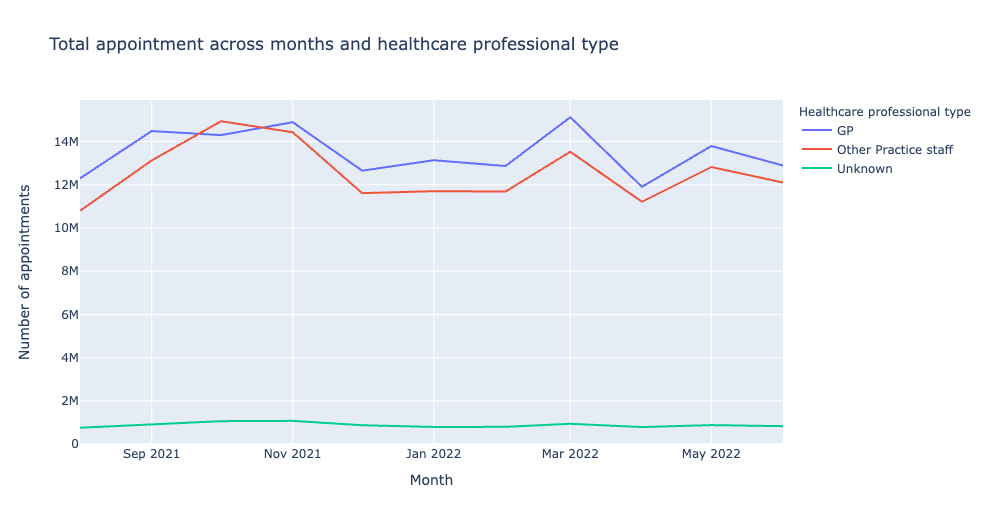 Total appointment across months and healthcare professional type
Healthcare professional type
GP
Other Practice staff
Unknown
Number of appointments
14M
12M
10M
8M
6M
4M
2M
0
Sep 2021
Nov 2021
Jan 2022
Mar 2022
May 2022
Month